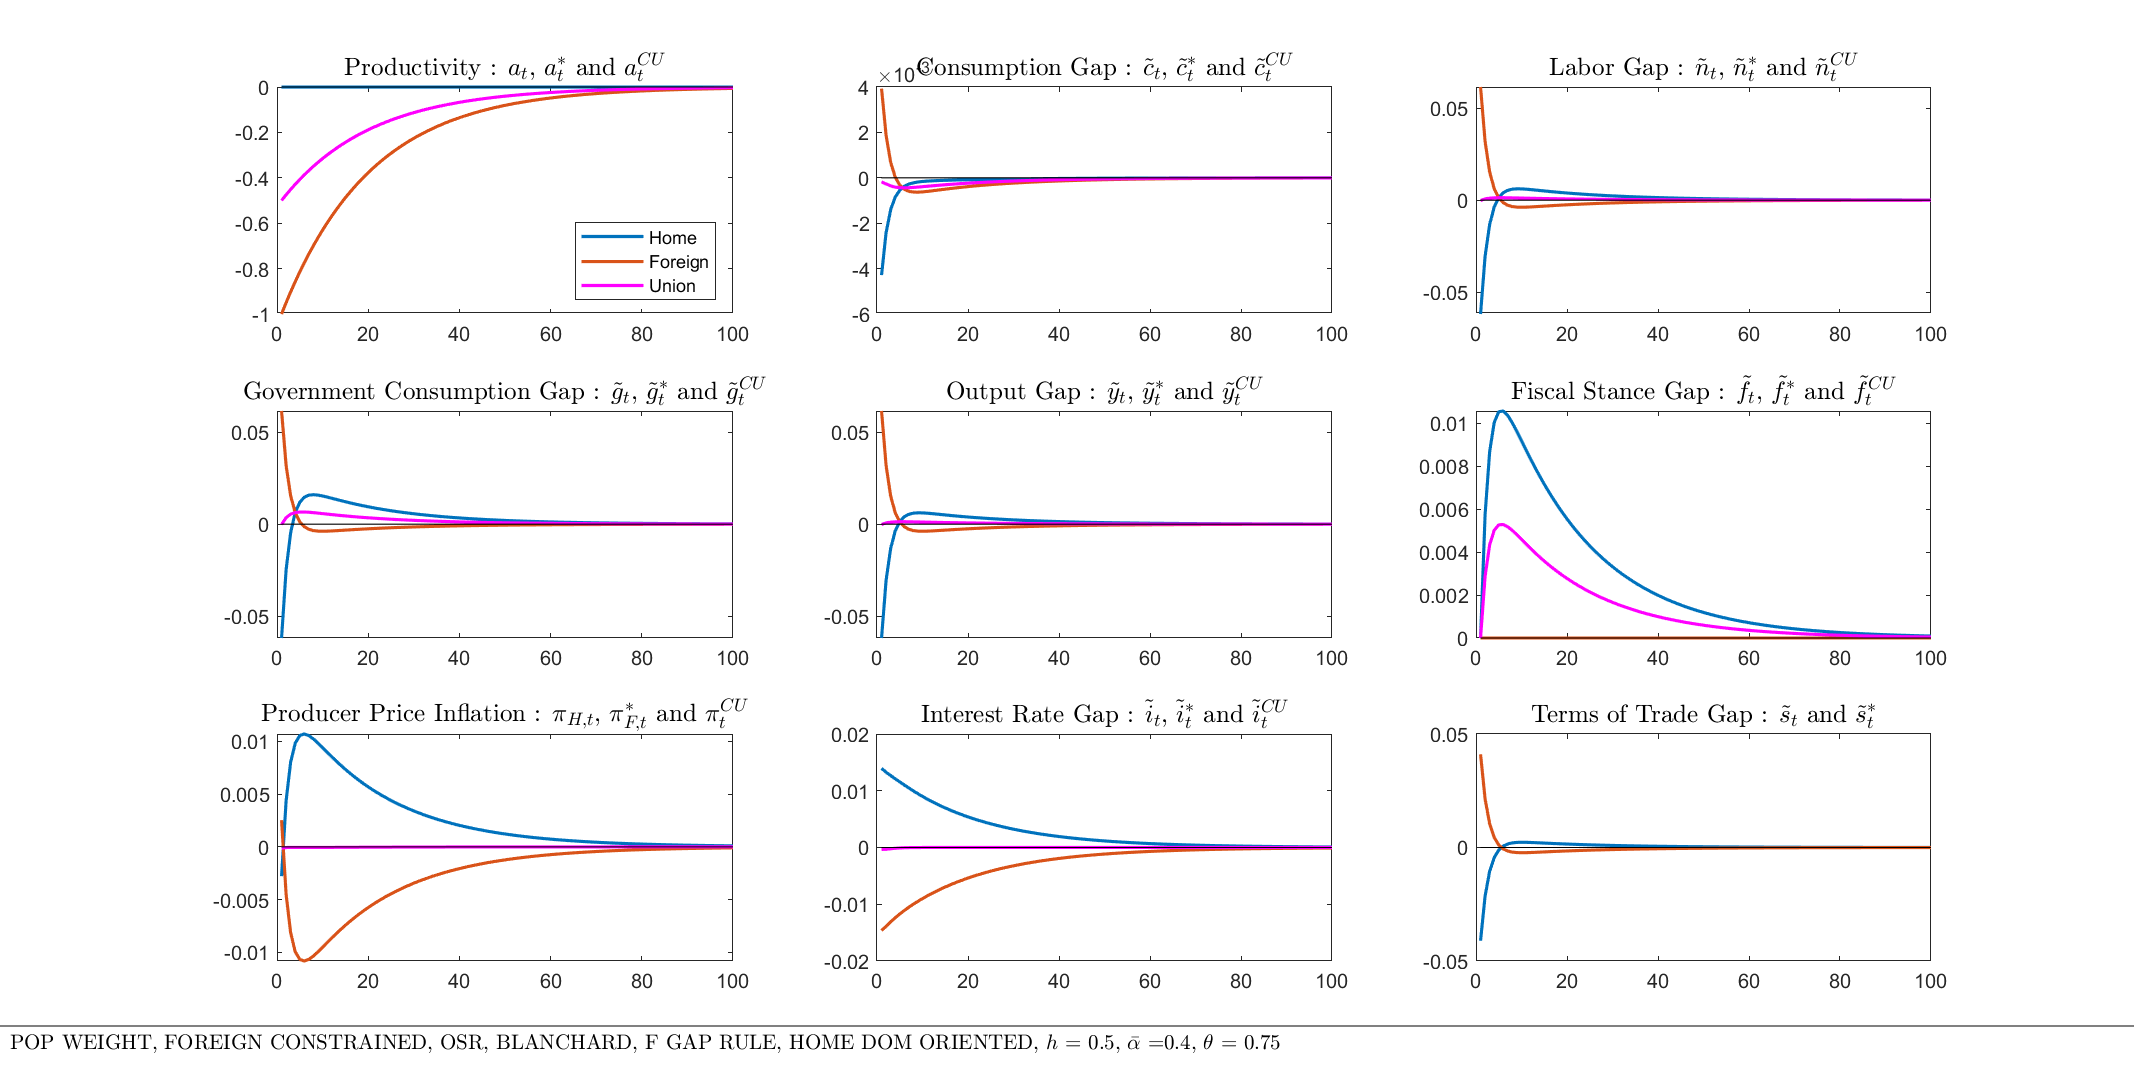 Productivity : a_t, a_t^* and a_t^{CU}
0
-0.2
-0.4
-0.6
-0.8
-1
0 20 40 60 80 100
Home
Foreign
Union
Consumption Gap : c̃_t, c̃_t^* and c̃_t^{CU}
4
2
0
-2
-4
-6
0 20 40 60 80 100
Labor Gap : ñ_t, ñ_t^* and ñ_t^{CU}
0.05
0
-0.05
0 20 40 60 80 100
Government Consumption Gap : g̃_t, g̃_t^* and g̃_t^{CU}
0.05
0
-0.05
0 20 40 60 80 100
Output Gap : ỹ_t, ỹ_t^* and ỹ_t^{CU}
0.05
0
-0.05
0 20 40 60 80 100
Fiscal Stance Gap : f̃_t, f̃_t^* and f̃_t^{CU}
0.01
0.008
0.006
0.004
0.002
0
0 20 40 60 80 100
Producer Price Inflation : π_{H,t}, π_{F,t}^* and π_t^{CU}
0.01
0.005
0
-0.005
-0.01
0 20 40 60 80 100
Interest Rate Gap : ĩ_t, ĩ_t^* and ĩ_t^{CU}
0.02
0.01
0
-0.01
-0.02
0 20 40 60 80 100
Terms of Trade Gap : s̃_t and s̃_t^*
0.05
0
-0.05
0 20 40 60 80 100
POP WEIGHT, FOREIGN CONSTRAINED, OSR, BLANCHARD, F GAP RULE, HOME DOM ORIENTED, h = 0.5, ᾱ =0.4, θ = 0.75